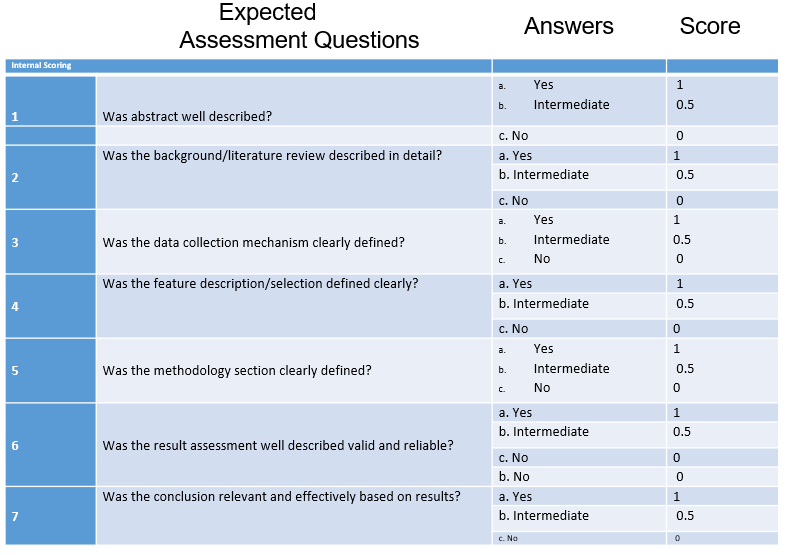 Expected
Assessment Questions
Answers
Score
Internal Scoring
a. Yes 1
b. Intermediate 0.5
1 Was abstract well described?
c. No 0
Was the background/literature review described in detail? a. Yes 1
2 b. Intermediate 0.5
c. No 0
a. Yes 1
3 Was the data collection mechanism clearly defined? b. Intermediate 0.5
c. No 0
Was the feature description/selection defined clearly? a. Yes 1
4 b. Intermediate 0.5
c. No 0
a. Yes 1
5 Was the methodology section clearly defined? b. Intermediate 0.5
c. No 0
a. Yes 1
b. Intermediate 0.5
6 Was the result assessment well described valid and reliable?
c. No 0
b. No 0
Was the conclusion relevant and effectively based on results? a. Yes 1
7 b. Intermediate 0.5
c. No 0